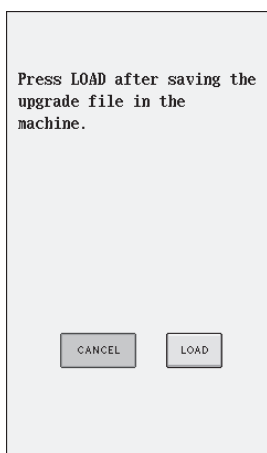 Press LOAD after saving the
upgrade file in the
machine.
CANCEL LOAD